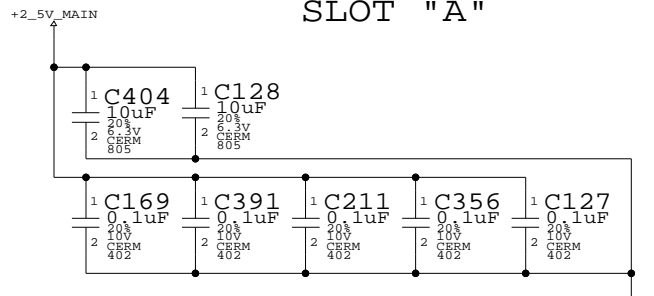 SLOT "A"
+2_5V_MAIN
1 C404
10uF
20%
2 6.3V
CERM
805
1 C128
10uF
20%
2 6.3V
CERM
805
1 C169
0.1uF
20%
2 10V
CERM
402
1 C391
0.1uF
20%
2 10V
CERM
402
1 C211
0.1uF
20%
2 10V
CERM
402
1 C356
0.1uF
20%
2 10V
CERM
402
1 C127
0.1uF
20%
2 10V
CERM
402